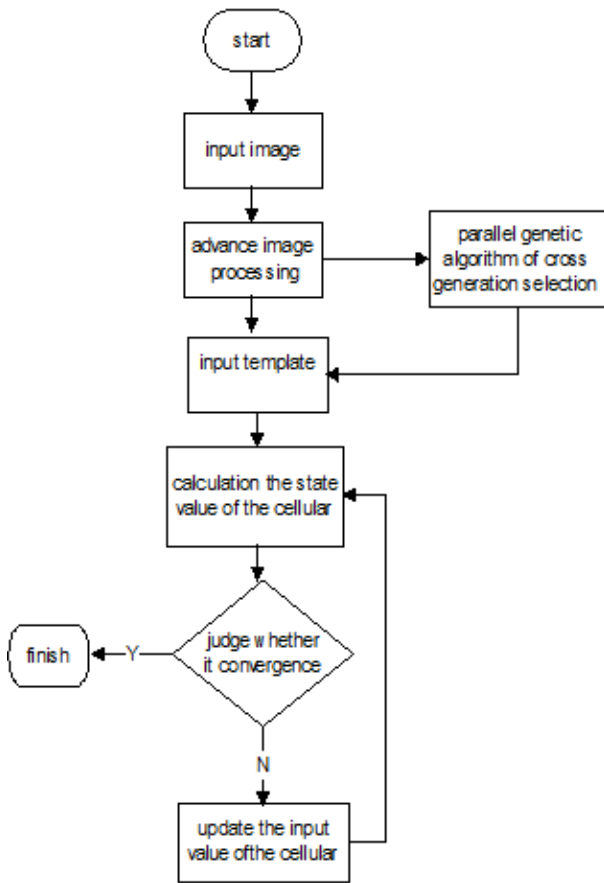 start
input image
advance image
processing
parallel genetic
algorithm of cross
generation selection
input template
calculation the state
value of the cellular
judge whether
it convergence
Y
finish
N
update the input
value ofthe cellular